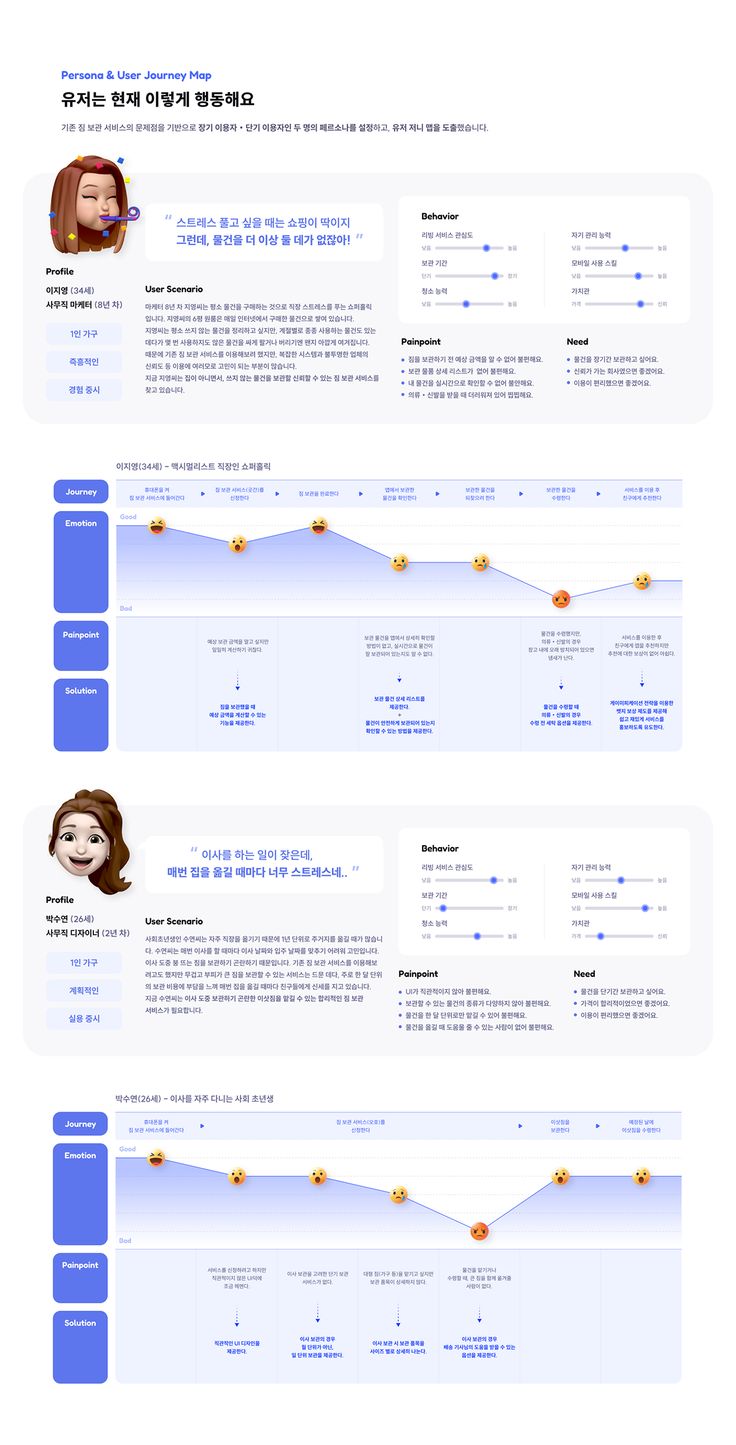 Persona & User Journey Map
유저는 현재 이렇게 행동해요
기존 짐 보관 서비스의 문제점을 기반으로 장기 이용자 • 단기 이용자인 두 명의 페르소나를 설정하고, 유저 저니 맵을 도출했습니다.
Profile
이지영 (34세)
사무직 마케터 (8년 차)
1인 가구
즉흥적인
경험 중시
“ 스트레스 풀고 싶을 때는 쇼핑이 딱이지
그런데, 물건을 더 이상 둘 데가 없잖아! ”
User Scenario
마케터 8년 차 지영씨는 평소 물건을 구매하는 것으로 직장 스트레스를 푸는 쇼퍼홀릭
입니다. 지영씨의 6평 원룸은 매일 인터넷에서 구매한 물건으로 쌓여 있습니다.
지영씨는 평소 쓰지 않는 물건을 정리하고 싶지만, 계절별로 종종 사용하는 물건도 있는
데다가 몇 번 사용하지도 않은 물건을 싸게 팔거나 버리기엔 왠지 아깝게 여겨집니다.
때문에 기존 짐 보관 서비스를 이용해보려 했지만, 복잡한 시스템과 불투명한 업체의
신뢰도 등 이용에 여러모로 고민이 되는 부분이 많습니다.
지금 지영씨는 집이 아니면서, 쓰지 않는 물건을 보관할 신뢰할 수 있는 짐 보관 서비스를
찾고 있습니다.
Behavior
리빙 서비스 관심도
낮음 높음
보관 기간
단기 장기
청소 능력
낮음 높음
자기 관리 능력
낮음 높음
모바일 사용 스킬
낮음 높음
가치관
가격 신뢰
Painpoint
• 짐을 보관하기 전 예상 금액을 알 수 없어 불편해요.
• 보관 물품 상세 리스트가 없어 불편해요.
• 내 물건을 실시간으로 확인할 수 없어 불안해요.
• 의류 • 신발을 받을 때 더러워져 있어 찝찝해요.
Need
• 물건을 장기간 보관하고 싶어요.
• 신뢰가 가는 회사였으면 좋겠어요.
• 이용이 편리했으면 좋겠어요.
이지영(34세) – 맥시멀리스트 직장인 쇼퍼홀릭
Journey
휴대폰을 켜
짐 보관 서비스에 들어간다
짐 보관 서비스(곳간)를
신청한다
짐 보관을 완료한다
앱에서 보관한
물건을 확인한다
보관한 물건을
되찾으려 한다
보관한 물건을
수령한다
서비스를 이용 후
친구에게 추천한다
Emotion
Good
Bad
Painpoint
예상 보관 금액을 알고 싶지만
일일히 계산하기 귀찮다.
보관 물건을 앱에서 상세히 확인할
방법이 없고, 실시간으로 물건이
잘 보관되어 있는지도 알 수 없다.
물건을 수령했지만,
의류 • 신발의 경우
창고 내에 오래 방치되어 있으면
냄새가 난다.
서비스를 이용한 후
친구에게 앱을 추천하지만
추천에 대한 보상이 없어 아쉽다.
Solution
짐을 보관했을 때
예상 금액을 계산할 수 있는
기능을 제공한다.
보관 물건 상세 리스트를
제공한다.
+
물건이 안전하게 보관되어 있는지
확인할 수 있는 방법을 제공한다.
물건을 수령할 때
의류 • 신발의 경우
수령 전 세탁 옵션을 제공한다.
게이미피케이션 전략을 이용한
뱃지 보상 제도를 제공해
쉽고 재밌게 서비스를
홍보하도록 유도한다.
Profile
박수연 (26세)
사무직 디자이너 (2년 차)
1인 가구
계획적인
실용 중시
“ 이사를 하는 일이 잦은데,
매번 집을 옮길 때마다 너무 스트레스네.. ”
User Scenario
사회초년생인 수연씨는 자주 직장을 옮기기 때문에 1년 단위로 주거지를 옮길 때가 많습니
다. 수연씨는 매번 이사를 할 때마다 이사 날짜와 입주 날짜를 맞추기 어려워 고민입니다.
이사 도중 붕 뜨는 짐을 보관하기 곤란하기 때문입니다. 기존 짐 보관 서비스를 이용해보
려고도 했지만 무겁고 부피가 큰 짐을 보관할 수 있는 서비스는 드문 데다, 주로 한 달 단위
의 보관 비용에 부담을 느껴 매번 집을 옮길 때마다 친구들에게 신세를 지고 있습니다.
지금 수연씨는 이사 도중 보관하기 곤란한 이삿짐을 맡길 수 있는 합리적인 짐 보관
서비스가 필요합니다.
Behavior
리빙 서비스 관심도
낮음 높음
보관 기간
단기 장기
청소 능력
낮음 높음
자기 관리 능력
낮음 높음
모바일 사용 스킬
낮음 높음
가치관
가격 신뢰
Painpoint
• UI가 직관적이지 않아 불편해요.
• 보관할 수 있는 물건의 종류가 다양하지 않아 불편해요.
• 물건을 한 달 단위로만 맡길 수 있어 불편해요.
• 물건을 옮길 때 도움을 줄 수 있는 사람이 없어 불편해요.
Need
• 물건을 단기간 보관하고 싶어요.
• 가격이 합리적이었으면 좋겠어요.
• 이용이 편리했으면 좋겠어요.
박수연(26세) – 이사를 자주 다니는 사회 초년생
Journey
휴대폰을 켜
짐 보관 서비스에 들어간다
짐 보관 서비스(오호)를
신청한다
이삿짐을
보관한다
예정된 날에
이삿짐을 수령한다
Emotion
Good
Bad
Painpoint
서비스를 신청하려고 하지만
직관적이지 않은 UI탓에
조금 헤맨다.
이사 보관을 고려한 단기 보관
서비스가 없다.
대형 짐(가구 등)을 맡기고 싶지만
보관 품목이 상세하지 않다.
물건을 맡기거나
수령할 때, 큰 짐을 함께 옮겨줄
사람이 없다.
Solution
직관적인 UI 디자인을
제공한다.
이사 보관의 경우
월 단위가 아닌,
일 단위 보관을 제공한다.
이사 보관 시 보관 품목을
사이즈 별로 상세히 나눈다.
이사 보관의 경우
배송 기사님의 도움을 받을 수 있는
옵션을 제공한다.